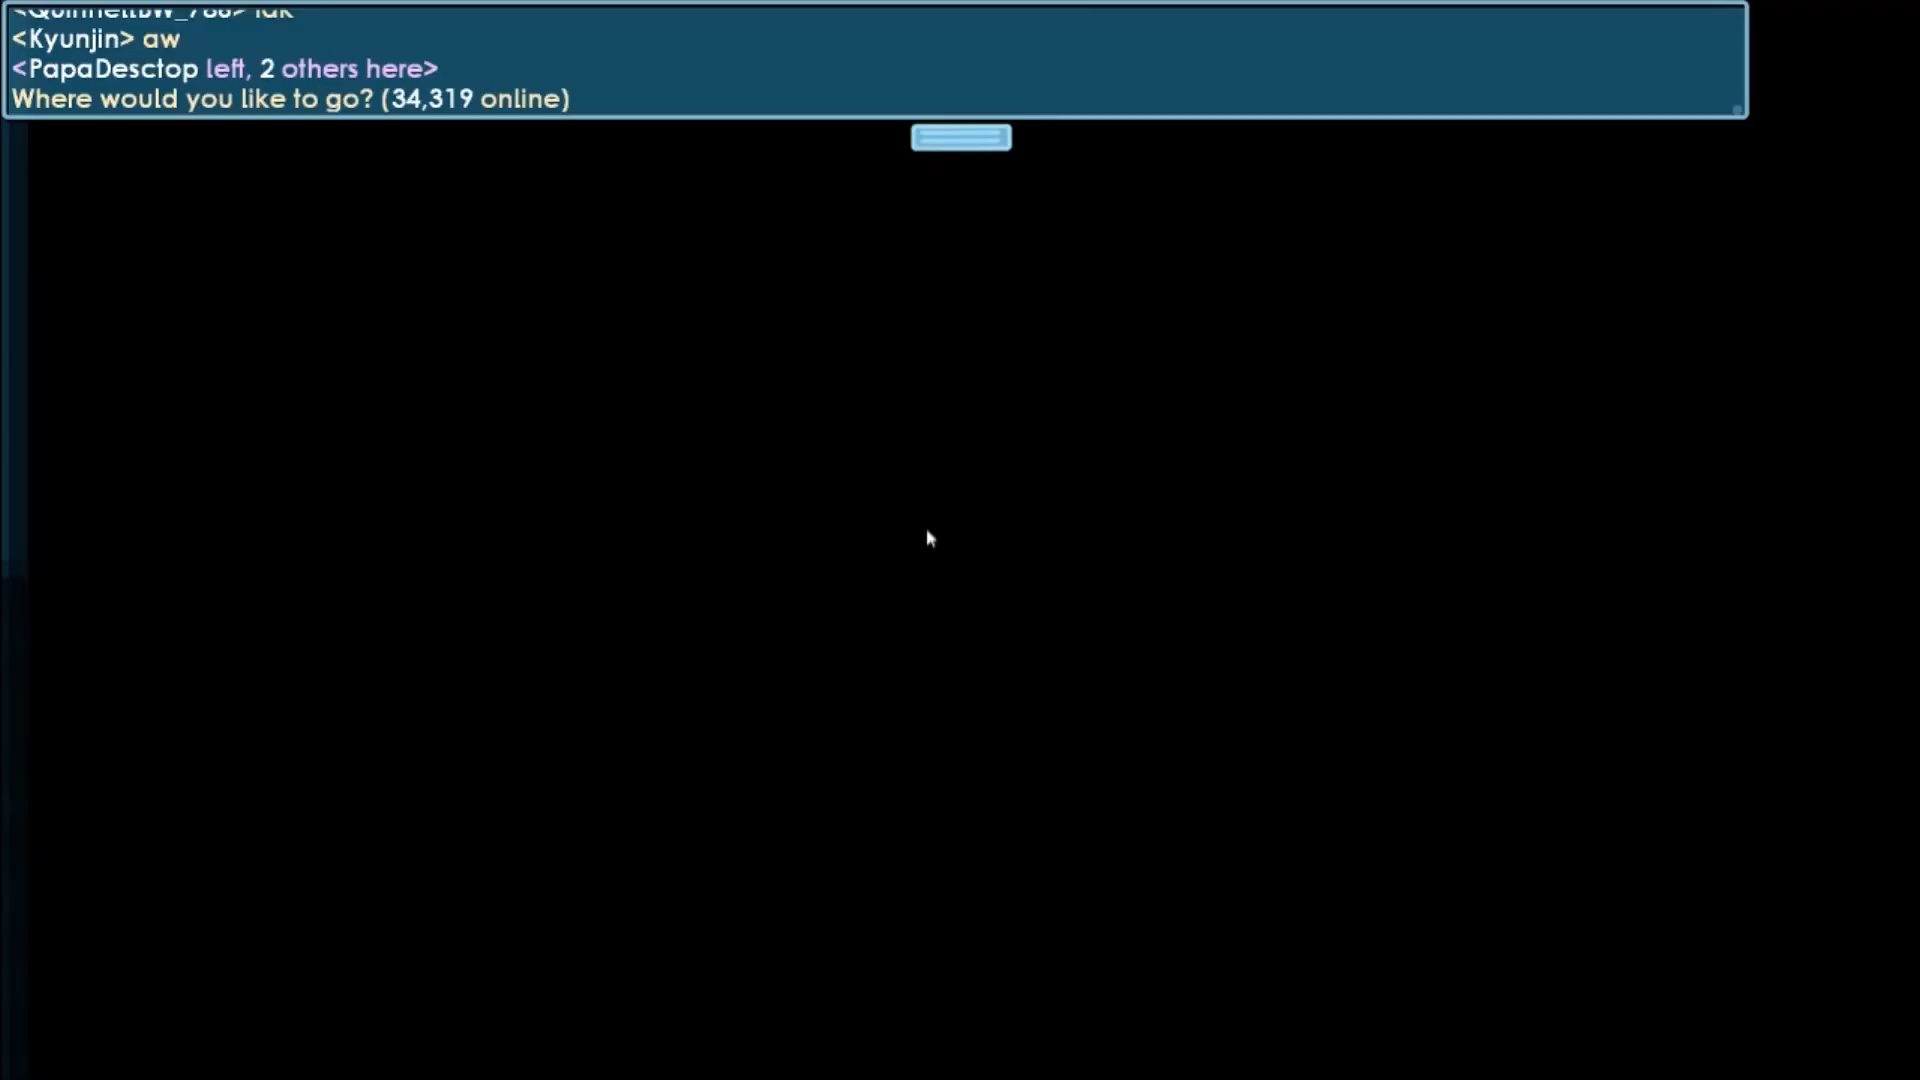 <Kyunjin> aw
<PapaDesctop left, 2 others here>
Where would you like to go? (34,319 online)